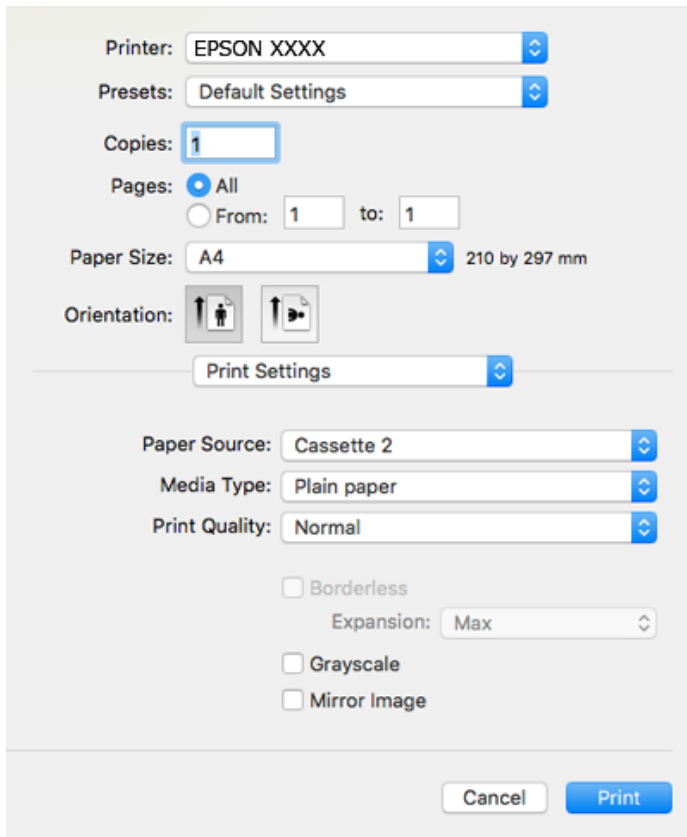 Printer: EPSON XXXX
Presets: Default Settings
Copies: 1
Pages: All
From: 1 to: 1
Paper Size: A4 210 by 297 mm
Orientation:
Print Settings
Paper Source: Cassette 2
Media Type: Plain paper
Print Quality: Normal
Borderless
Expansion: Max
Grayscale
Mirror Image
Cancel Print